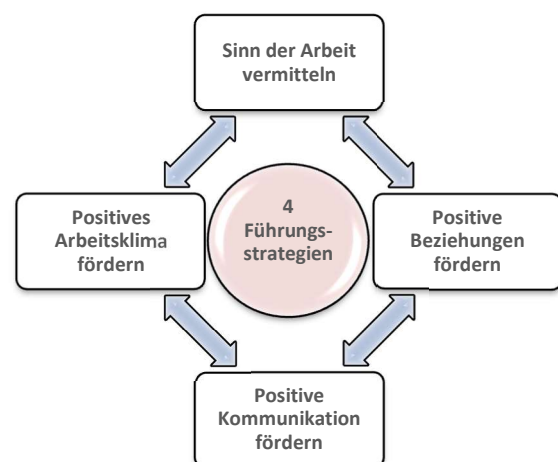 Sinn der Arbeit
vermitteln
Positives
Arbeitsklima
fördern
4
Führungs-
strategien
Positive
Beziehungen
fördern
Positive
Kommunikation
fördern